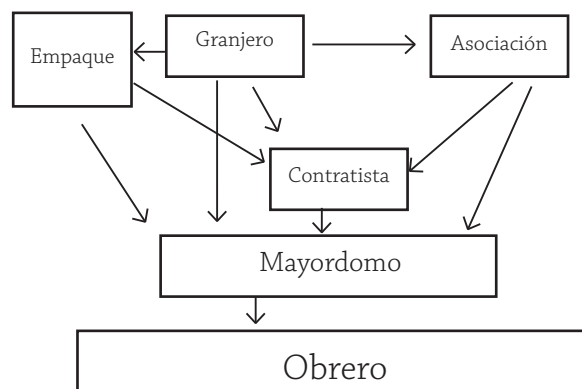 Granjero
Asociación
Empaque
Contratista
Mayordomo
Obrero